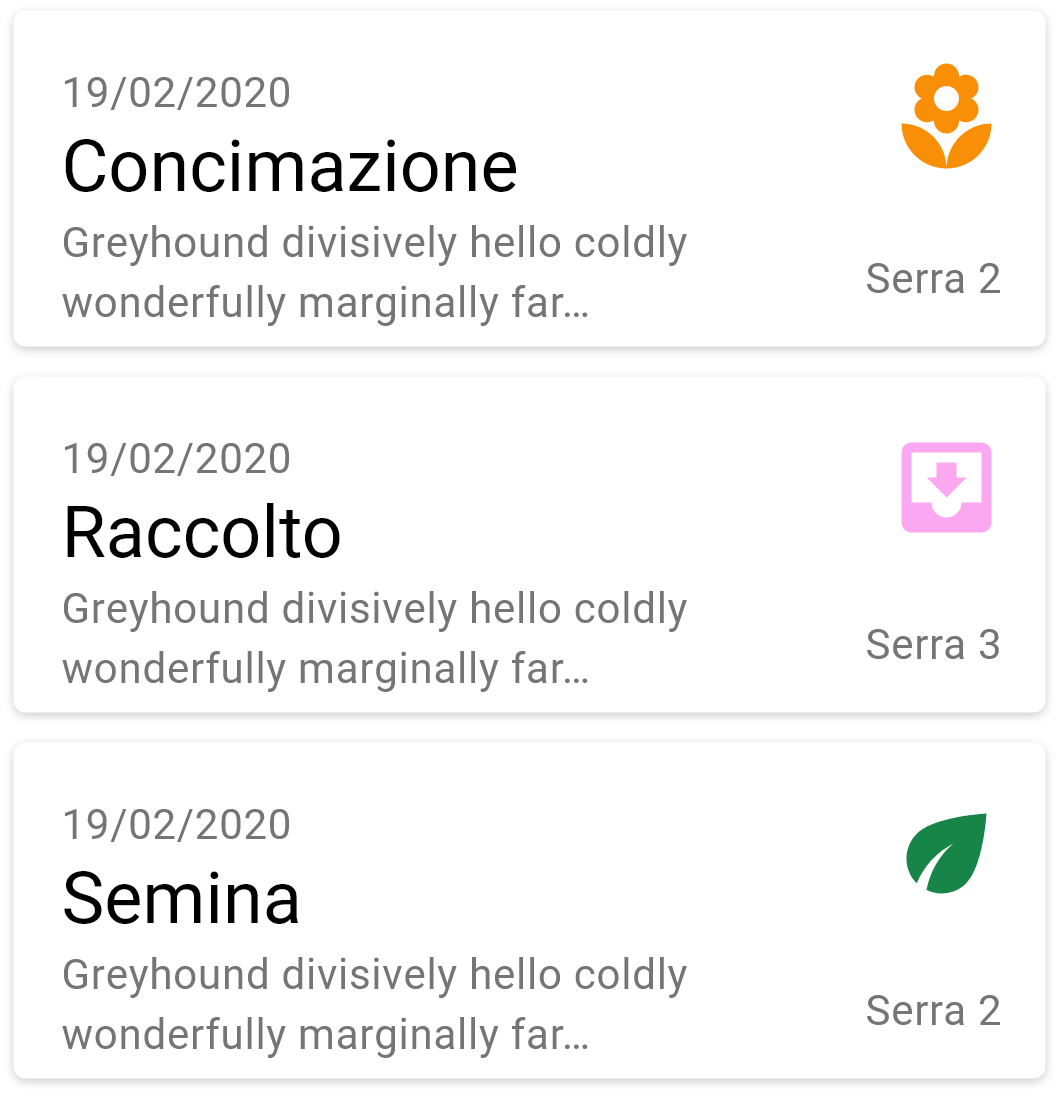 19/02/2020
Concimazione
Greyhound divisively hello coldly
wonderfully marginally far…
Serra 2
19/02/2020
Raccolto
Greyhound divisively hello coldly
wonderfully marginally far…
Serra 3
19/02/2020
Semina
Greyhound divisively hello coldly
wonderfully marginally far…
Serra 2